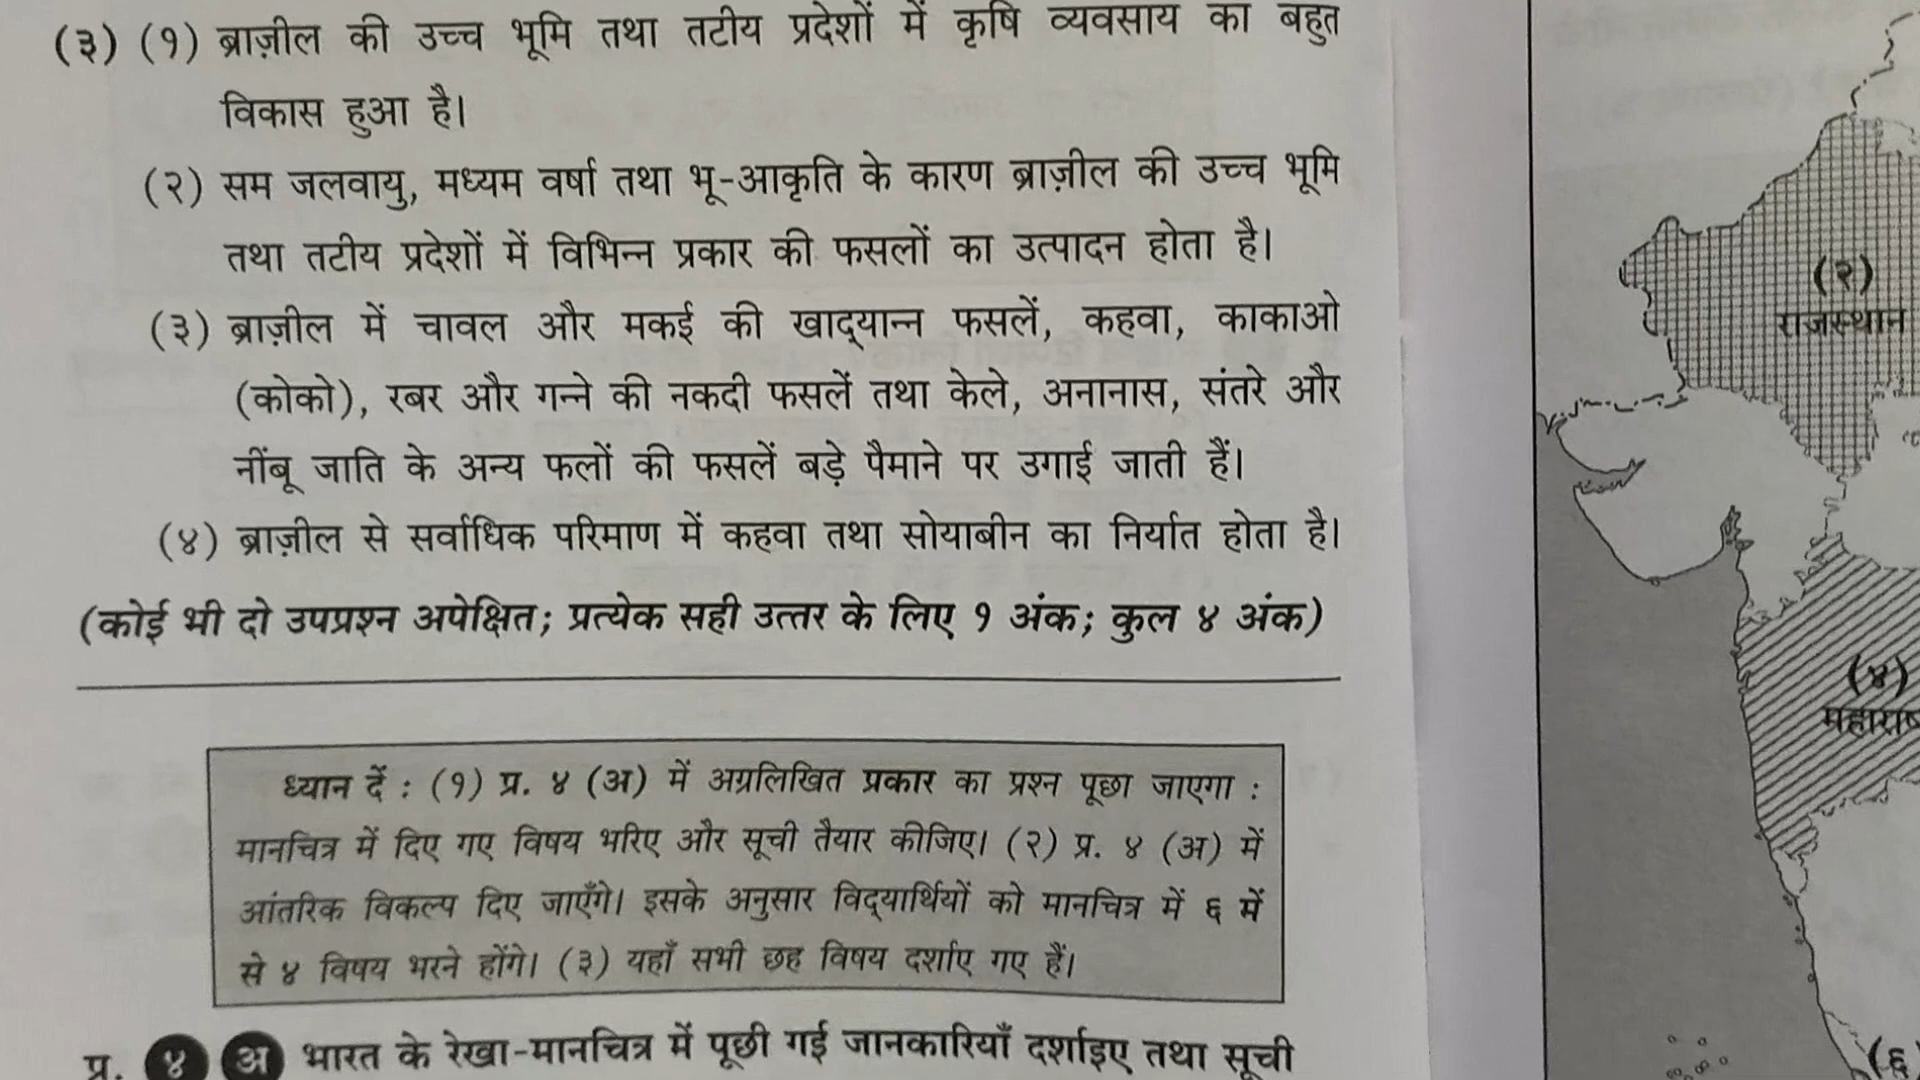 (३) (१) ब्राज़ील की उच्च भूमि तथा तटीय प्रदेशों में कृषि व्यवसाय का बहुत
विकास हुआ है।
(२) सम जलवायु, मध्यम वर्षा तथा भू-आकृति के कारण ब्राज़ील की उच्च भूमि
तथा तटीय प्रदेशों में विभिन्न प्रकार की फसलों का उत्पादन होता है।
(३) ब्राज़ील में चावल और मकई की खाद्यान्न फसलें, कहवा, काकाओ
(कोको), रबर और गन्ने की नकदी फसलें तथा केले, अनानास, संतरे और
नींबू जाति के अन्य फलों की फसलें बड़े पैमाने पर उगाई जाती हैं।
(४) ब्राज़ील से सर्वाधिक परिमाण में कहवा तथा सोयाबीन का निर्यात होता है।
(कोई भी दो उपप्रश्न अपेक्षित; प्रत्येक सही उत्तर के लिए १ अंक; कुल ४ अंक)
ध्यान दें : (१) प्र. ४ (अ) में अग्रलिखित प्रकार का प्रश्न पूछा जाएगा :
मानचित्र में दिए गए विषय भरिए और सूची तैयार कीजिए। (२) प्र. ४ (अ) में
आंतरिक विकल्प दिए जाएँगे। इसके अनुसार विद्यार्थियों को मानचित्र में ६ में
से ४ विषय भरने होंगे। (३) यहाँ सभी छह विषय दर्शाए गए हैं।
प्र. ४ अ भारत के रेखा-मानचित्र में पूछी गई जानकारियाँ दर्शाइए तथा सूची
(२)
राजस्थान
(४)
(६